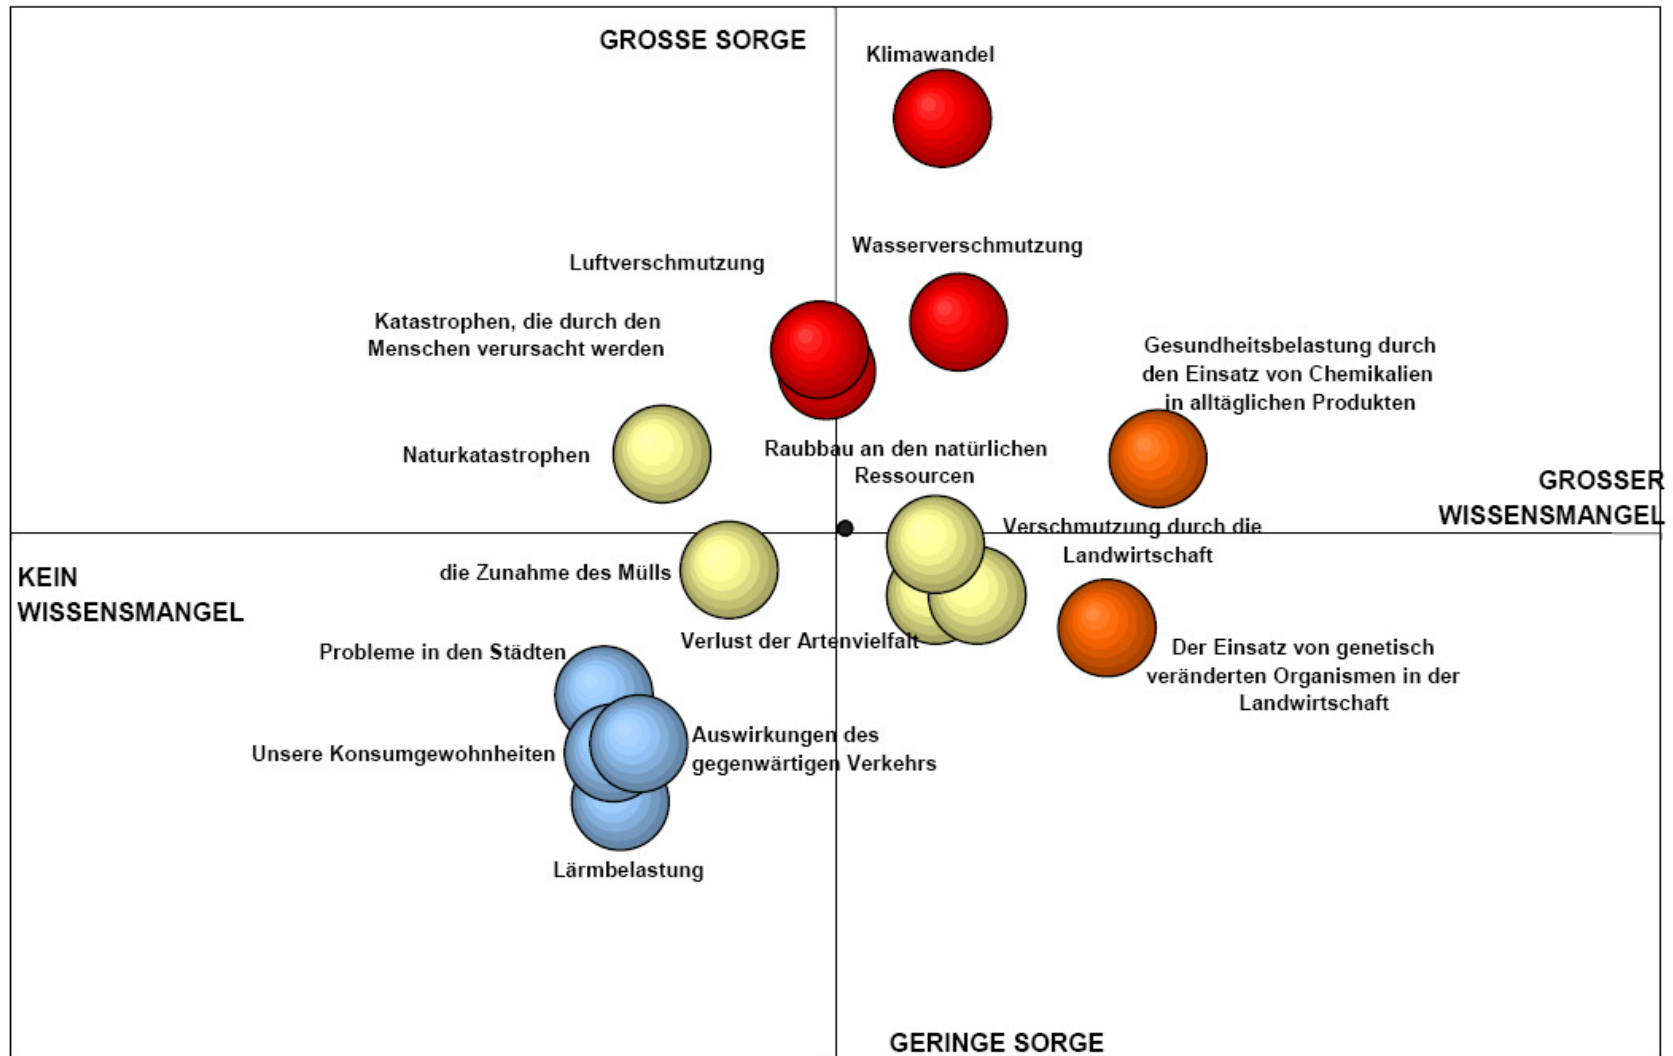 GROSSE SORGE
Klimawandel
Wasserverschmutzung
Luftverschmutzung
Katastrophen, die durch den
Menschen verursacht werden
Gesundheitsbelastung durch
den Einsatz von Chemikalien
in alltäglichen Produkten
Naturkatastrophen
Raubbau an den natürlichen
Ressourcen
GROSSER
WISSENSMANGEL
Verschmutzung durch die
Landwirtschaft
KEIN
WISSENSMANGEL
die Zunahme des Mülls
Verlust der Artenvielfalt
Probleme in den Städten
Der Einsatz von genetisch
veränderten Organismen in der
Landwirtschaft
Unsere Konsumgewohnheiten
Auswirkungen des
gegenwärtigen Verkehrs
Lärmbelastung
GERINGE SORGE